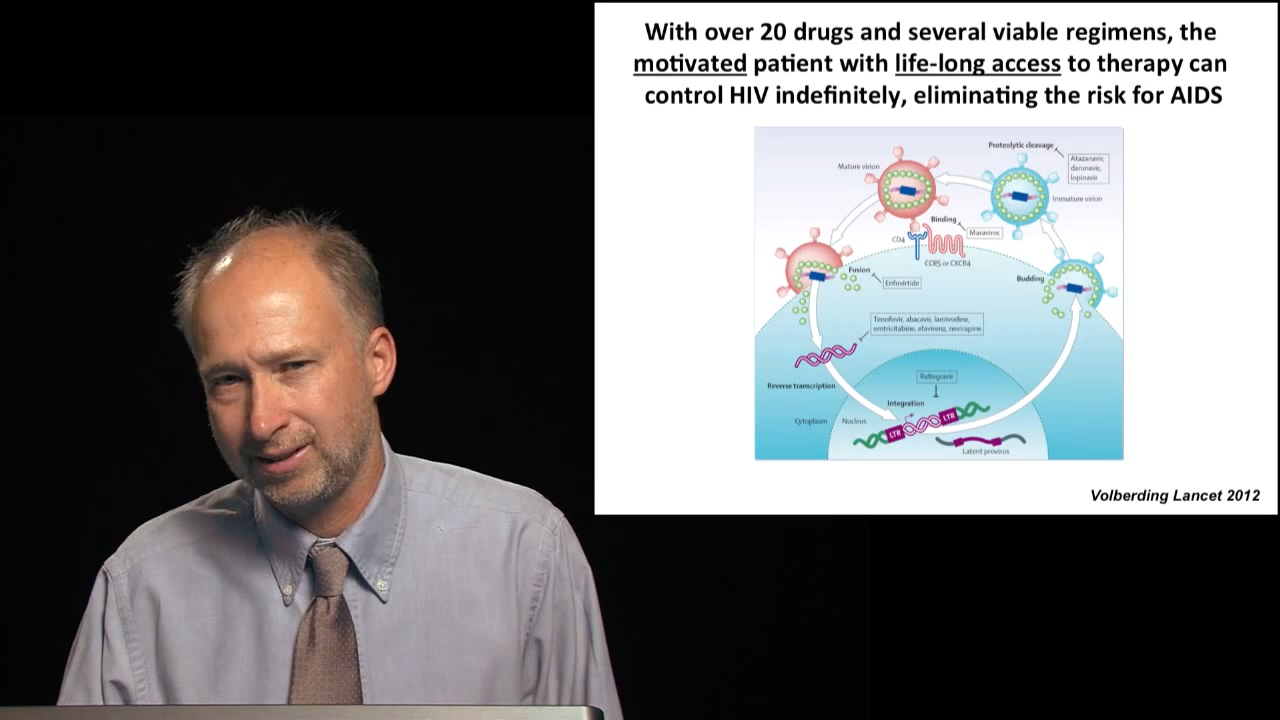 With over 20 drugs and several viable regimens, the
motivated patient with life-long access to therapy can
control HIV indefinitely, eliminating the risk for AIDS
Proteolytic cleavage
Atazanavir,
darunavir,
lopinavir
Mature virion
Immature virion
Binding
Maraviroc
CD4
CCR5 or CXCR4
Fusion
Enfuvirtide
Budding
Tenofovir, abacavir, lamivudine,
emtricitabine, efavirenz, nevirapine
Reverse transcription
Raltegravir
Integration
Cytoplasm
Nucleus
LTR
LTR
Latent provirus
Volberding Lancet 2012